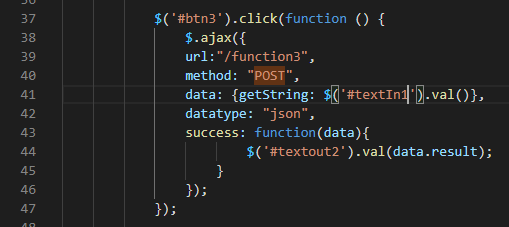 37 $('#btn3').click(function () {
38 $.ajax({
39 url:"/function3",
40 method: "POST",
41 data: {getString: $('#textIn1').val()},
42 datatype: "json",
43 success: function(data){
44 $('#textout2').val(data.result);
45 }
46 });
47 });